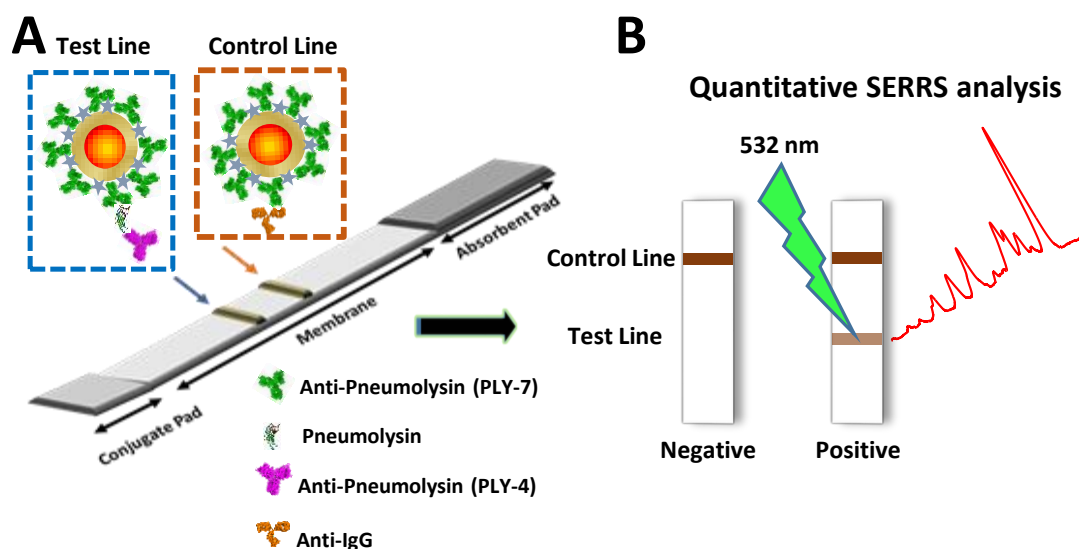 A
Test Line
Control Line
Absorbent Pad
Membrane
Conjugate Pad
Anti-Pneumolysin (PLY-7)
Pneumolysin
Anti-Pneumolysin (PLY-4)
Anti-IgG
B
Quantitative SERRS analysis
532 nm
Control Line
Test Line
Negative
Positive